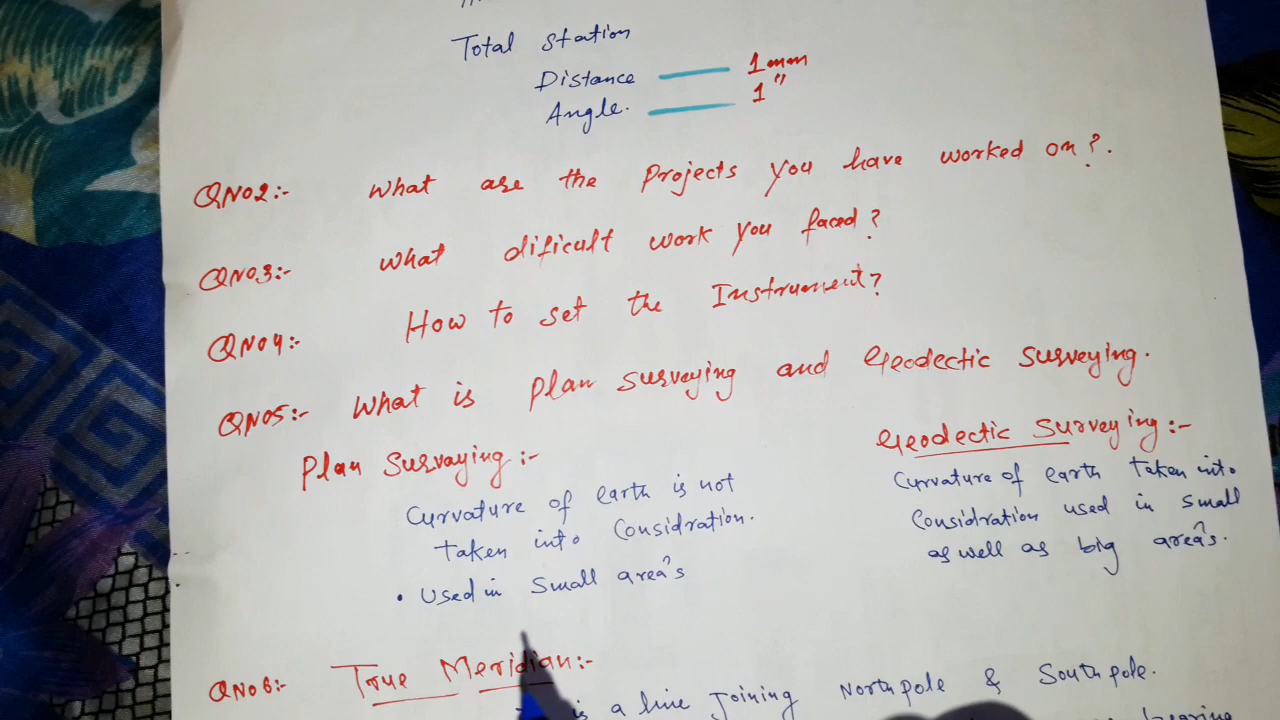 Total Station
Distance 1mm
Angle. 1"
QNo2:- What are the Projects you have worked on?.
QNo3:- What dificult work you faced?
QNo4:- How to set the Instrument?
QNo5:- What is Plan Surveying and Geodectic Surveying.
Plan Survaying:-
Curvature of earth is not
taken into Considration.
• Used in Small area's
Geodectic Surveying:-
Curvature of earth taken into
Considration used in small
as well as big area's.
QNo6:- True Meridian:-
is a line Joining North pole & South pole.
bearing